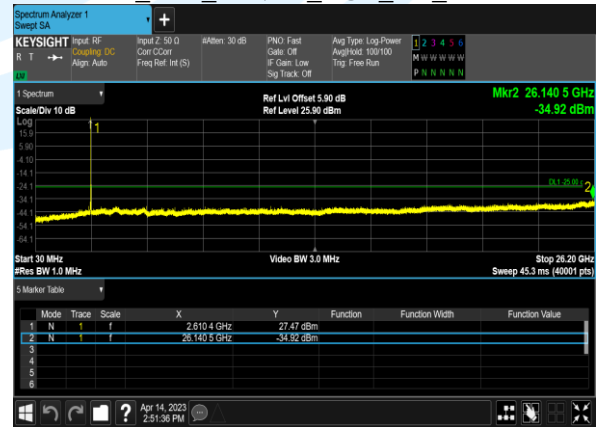 Spectrum Analyzer 1
Swept SA
+
KEYSIGHT Input: RF Input Z: 50 Ω #Atten: 30 dB PNO: Fast Avg Type: Log-Power 1 2 3 4 5 6
R T Coupling: DC Corr CCorr Gate: Off Avg|Hold: 100/100 M W W W W W
Align: Auto Freq Ref: Int (S) IF Gain: Low Trig: Free Run P N N N N N
Sig Track: Off
1 Spectrum Ref Lvl Offset 5.90 dB Mkr2 26.140 5 GHz
Scale/Div 10 dB Ref Level 25.90 dBm -34.92 dBm
Log
15.9 1
5.90
-4.10
-14.1
-24.1 2
-34.1
-44.1
-54.1
-64.1
Start 30 MHz Video BW 3.0 MHz Stop 26.20 GHz
#Res BW 1.0 MHz Sweep 45.3 ms (40001 pts)
5 Marker Table
Mode Trace Scale X Y Function Function Width Function Value
1 N 1 f 2.610 4 GHz 27.47 dBm
2 N 1 f 26.140 5 GHz -34.92 dBm
3
4
5
6
? Apr 14, 2023
2:51:36 PM